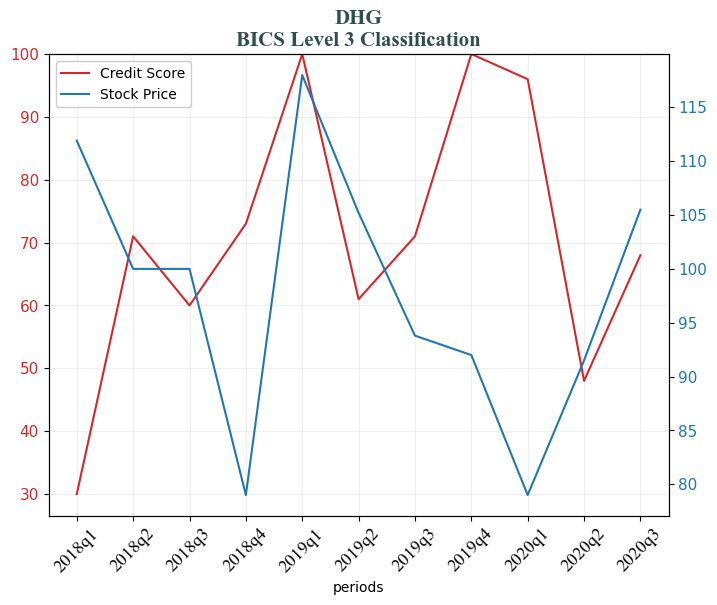 DHG
BICS Level 3 Classification
Credit Score
Stock Price
100
90
80
70
60
50
40
30
115
110
105
100
95
90
85
80
2018q1 2018q2 2018q3 2018q4 2019q1 2019q2 2019q3 2019q4 2020q1 2020q2 2020q3
periods